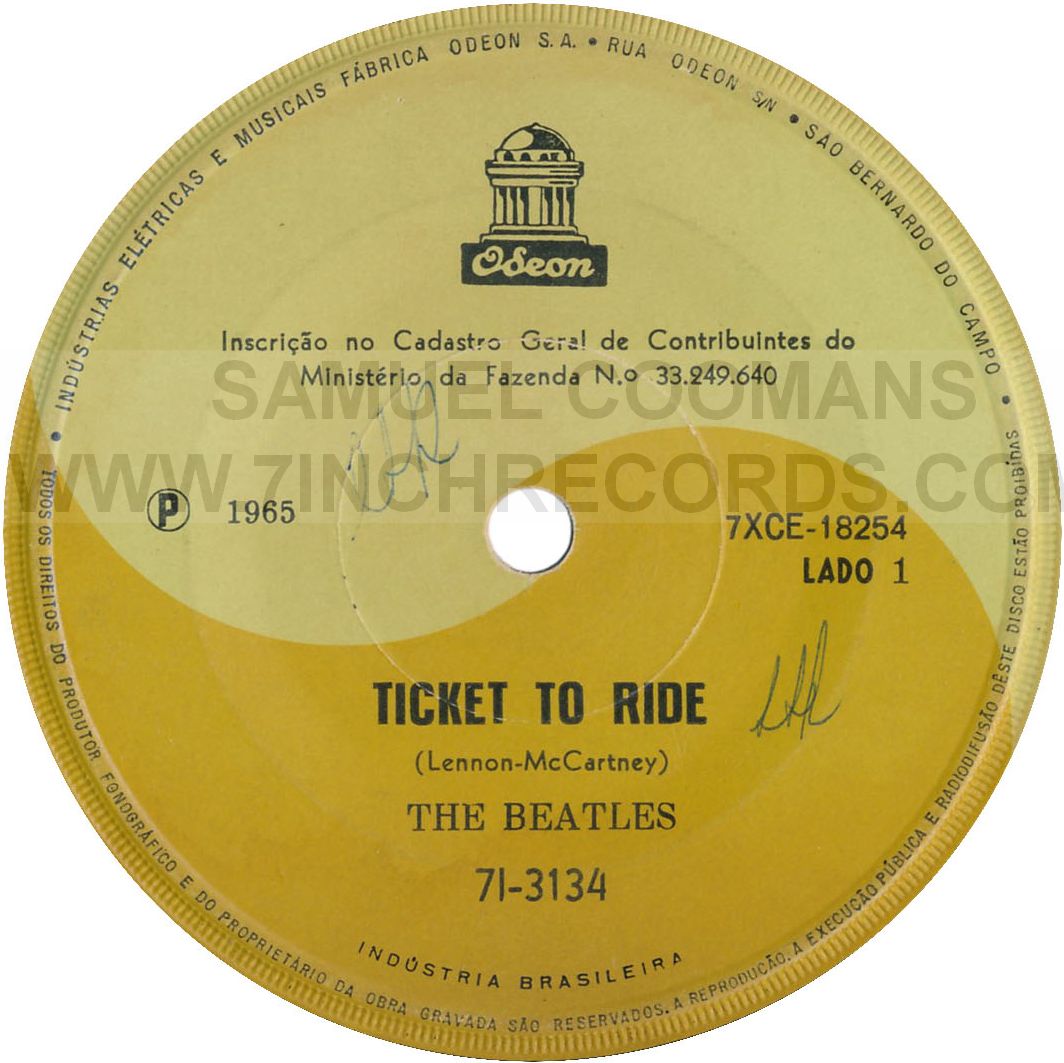 • INDÚSTRIAS ELÉTRICAS E MUSICAIS FÁBRICA ODEON S.A. • RUA ODEON S/N • SÃO BERNARDO DO CAMPO •
Odeon
Inscrição no Cadastro Geral de Contribuintes do
Ministério da Fazenda N.o 33.249.640
SAMUEL COOMANS
WWW.7INCHRECORDS.COM
P 1965
7XCE-18254
LADO 1
TICKET TO RIDE
(Lennon-McCartney)
THE BEATLES
7I-3134
INDÚSTRIA BRASILEIRA
TODOS OS DIREITOS DO PRODUTOR FONOGRÁFICO E DO PROPRIETÁRIO DA OBRA GRAVADA SÃO RESERVADOS. A REPRODUÇÃO, A EXECUÇÃO PÚBLICA E RADIODIFUSÃO DÊSTE DISCO ESTÃO PROIBIDAS